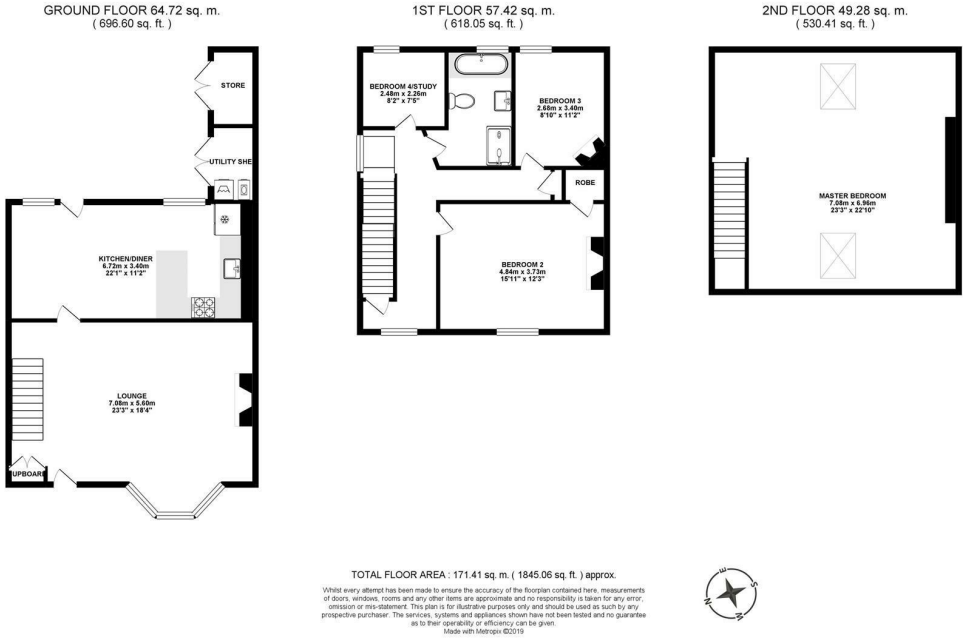 GROUND FLOOR 64.72 sq. m.
( 696.60 sq. ft. )
STORE
UTILITY SHE
KITCHEN/DINER
6.72m x 3.40m
22'1" x 11'2"
LOUNGE
7.08m x 5.60m
23'3" x 18'4"
UPBOAR
1ST FLOOR 57.42 sq. m.
( 618.05 sq. ft. )
BEDROOM 4/STUDY
2.48m x 2.26m
8'2" x 7'5"
BEDROOM 3
2.68m x 3.40m
8'10" x 11'2"
ROBE
BEDROOM 2
4.84m x 3.73m
15'11" x 12'3"
2ND FLOOR 49.28 sq. m.
( 530.41 sq. ft. )
MASTER BEDROOM
7.08m x 6.96m
23'3" x 22'10"
TOTAL FLOOR AREA : 171.41 sq. m. ( 1845.06 sq. ft. ) approx.
Whilst every attempt has been made to ensure the accuracy of the floorplan contained here, measurements
of doors, windows, rooms and any other items are approximate and no responsibility is taken for any error,
omission or mis-statement. This plan is for illustrative purposes only and should be used as such by any
prospective purchaser. The services, systems and appliances shown have not been tested and no guarantee
as to their operability or efficiency can be given.
Made with Metropix ©2019
E
S
N
W